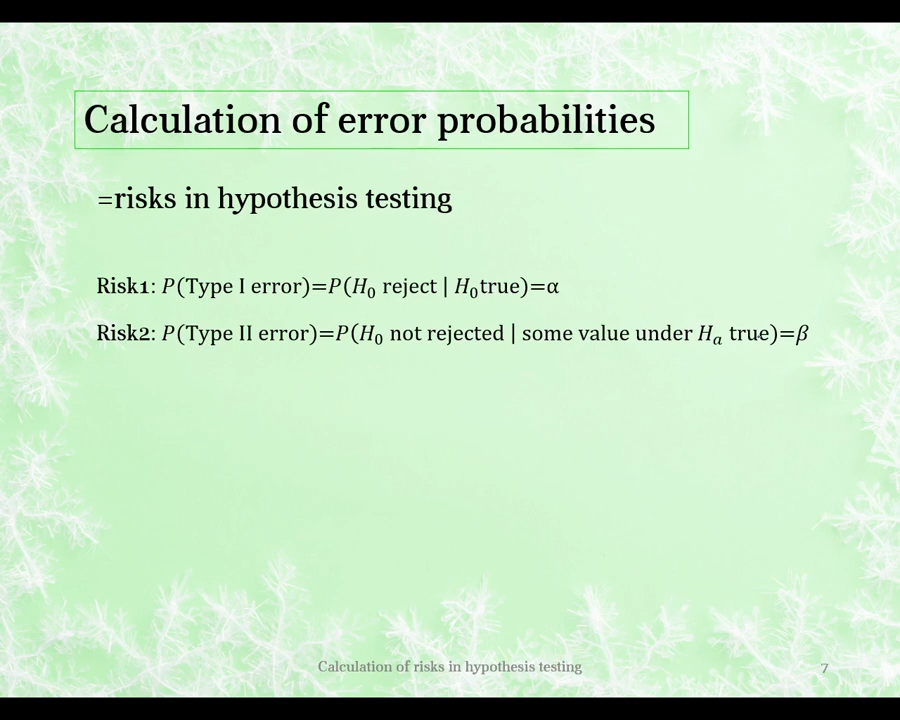 Calculation of error probabilities
=risks in hypothesis testing
Risk1: P(Type I error)=P(H₀ reject | H₀true)=α
Risk2: P(Type II error)=P(H₀ not rejected | some value under Hₐ true)=β
Calculation of risks in hypothesis testing 7